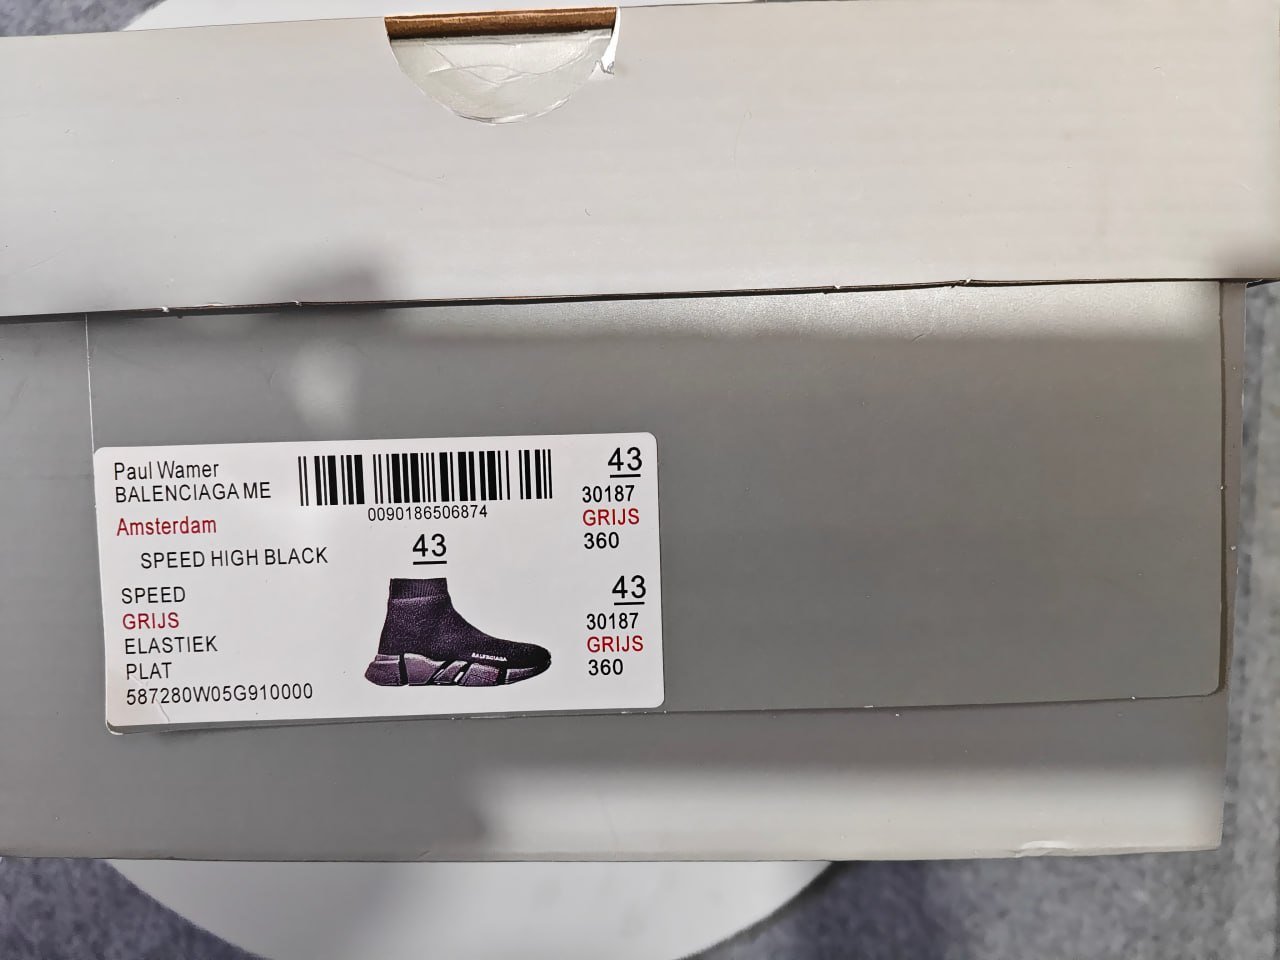 Paul Wamer
BALENCIAGA ME
Amsterdam
SPEED HIGH BLACK
SPEED
GRIJS
ELASTIEK
PLAT
587280W05G910000
0090186506874
43
BALENCIAGA
43
30187
GRIJS
360
43
30187
GRIJS
360